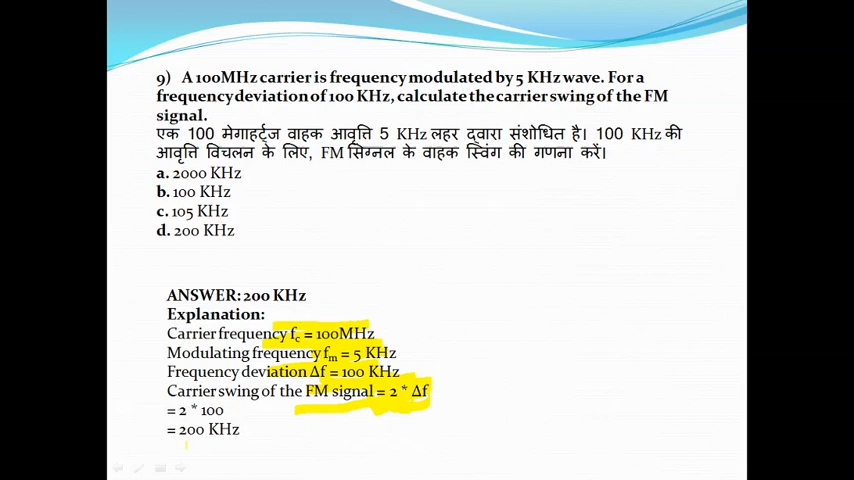 9) A 100MHz carrier is frequency modulated by 5 KHz wave. For a
frequency deviation of 100 KHz, calculate the carrier swing of the FM
signal.
एक 100 मेगाहर्ट्ज वाहक आवृत्ति 5 KHz लहर द्वारा संशोधित है। 100 KHz की
आवृत्ति विचलन के लिए, FM सिग्नल के वाहक स्विंग की गणना करें।
a. 2000 KHz
b. 100 KHz
c. 105 KHz
d. 200 KHz
ANSWER: 200 KHz
Explanation:
Carrier frequency fc = 100MHz
Modulating frequency fm = 5 KHz
Frequency deviation Δf = 100 KHz
Carrier swing of the FM signal = 2 * Δf
= 2 * 100
= 200 KHz